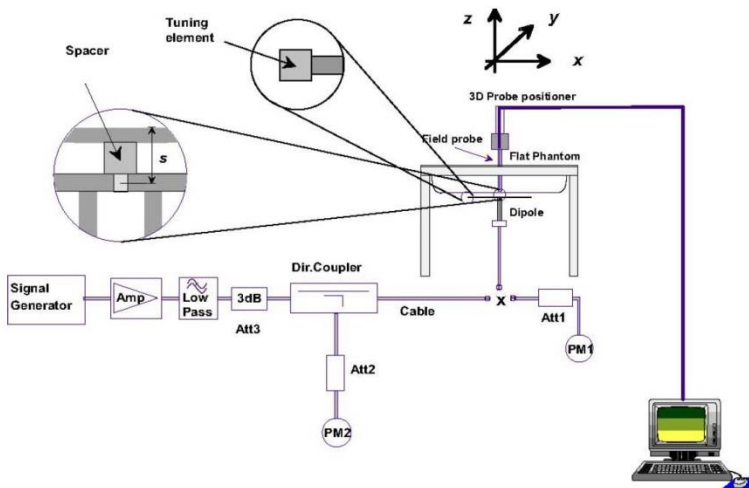 Tuning
element
Spacer
s
z
y
x
3D Probe positioner
Field probe
Flat Phantom
Dipole
Signal
Generator
Amp
Low
Pass
3dB
Att3
Dir.Coupler
Cable
x
Att1
PM1
Att2
PM2